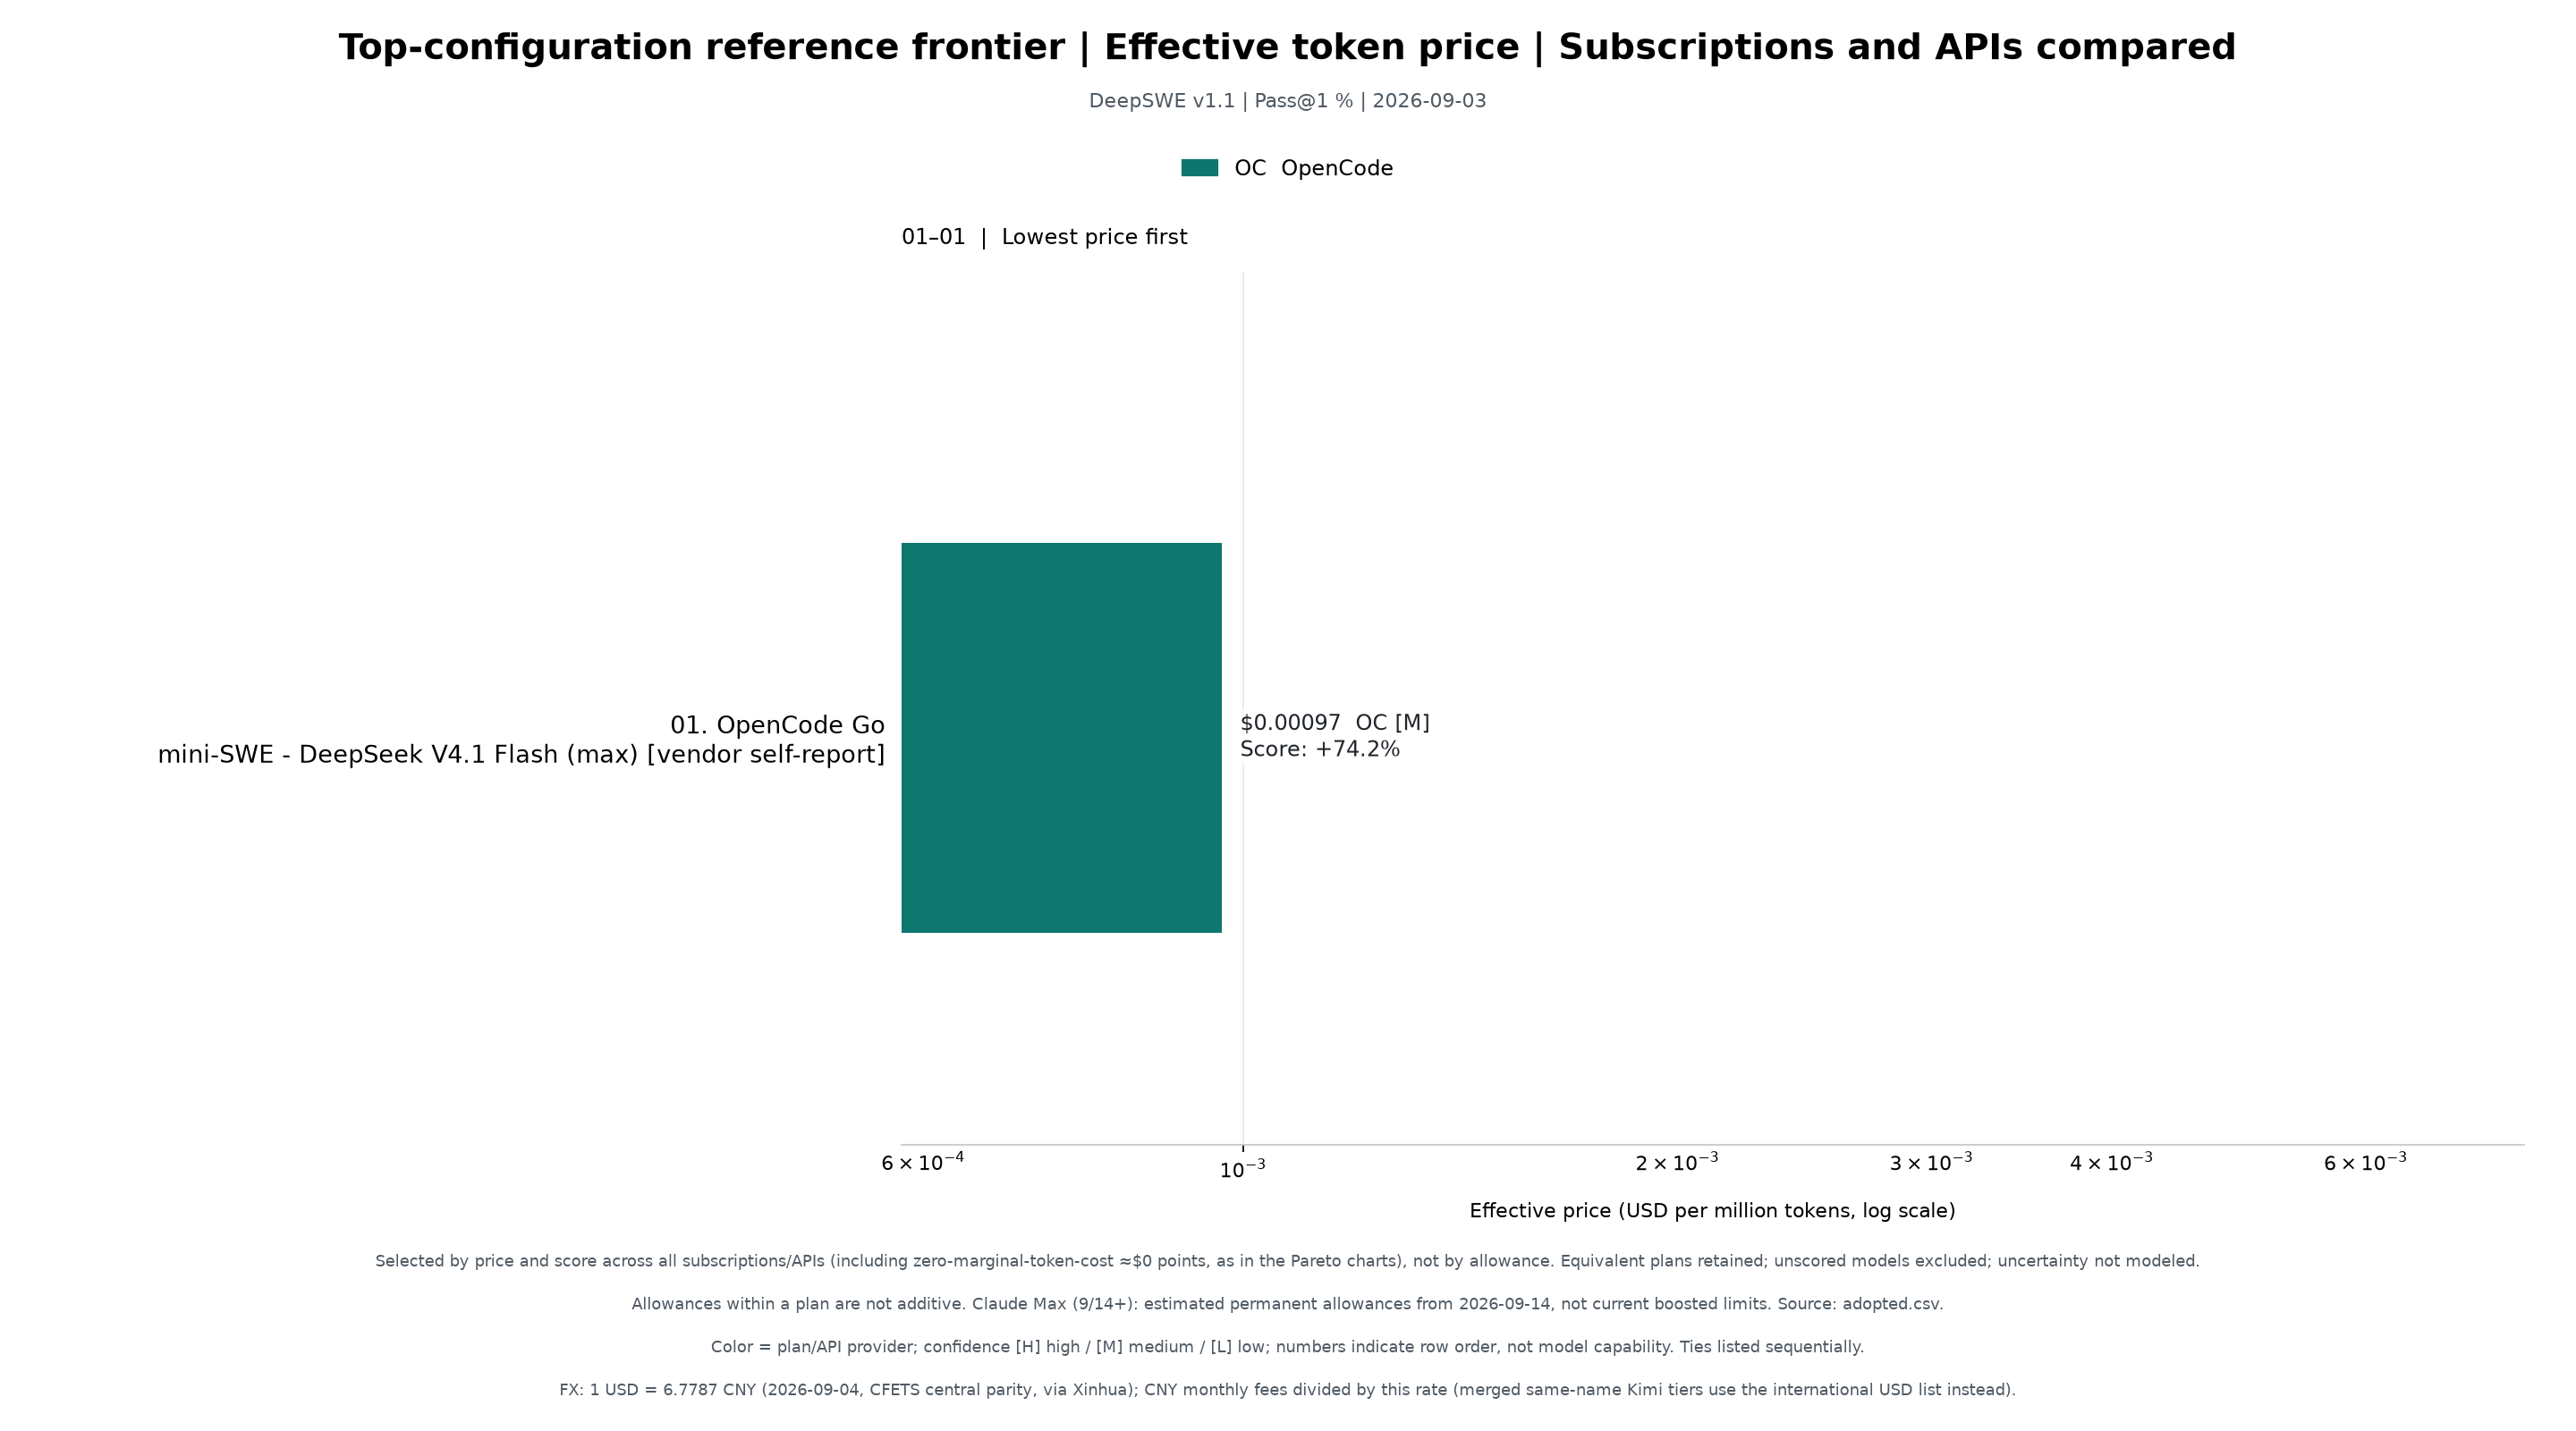 Top-configuration reference frontier | Effective token price | Subscriptions and APIs compared
DeepSWE v1.1 | Pass@1 % | 2026-09-03
OC  OpenCode
01–01  |  Lowest price first
01. OpenCode Go
mini-SWE - DeepSeek V4.1 Flash (max) [vendor self-report]
$0.00097  OC [M]
Score: +74.2%
6 × 10⁻⁴
10⁻³
2 × 10⁻³
3 × 10⁻³
4 × 10⁻³
6 × 10⁻³
Effective price (USD per million tokens, log scale)
Selected by price and score across all subscriptions/APIs (including zero-marginal-token-cost ≈$0 points, as in the Pareto charts), not by allowance. Equivalent plans retained; unscored models excluded; uncertainty not modeled.
Allowances within a plan are not additive. Claude Max (9/14+): estimated permanent allowances from 2026-09-14, not current boosted limits. Source: adopted.csv.
Color = plan/API provider; confidence [H] high / [M] medium / [L] low; numbers indicate row order, not model capability. Ties listed sequentially.
FX: 1 USD = 6.7787 CNY (2026-09-04, CFETS central parity, via Xinhua); CNY monthly fees divided by this rate (merged same-name Kimi tiers use the international USD list instead).